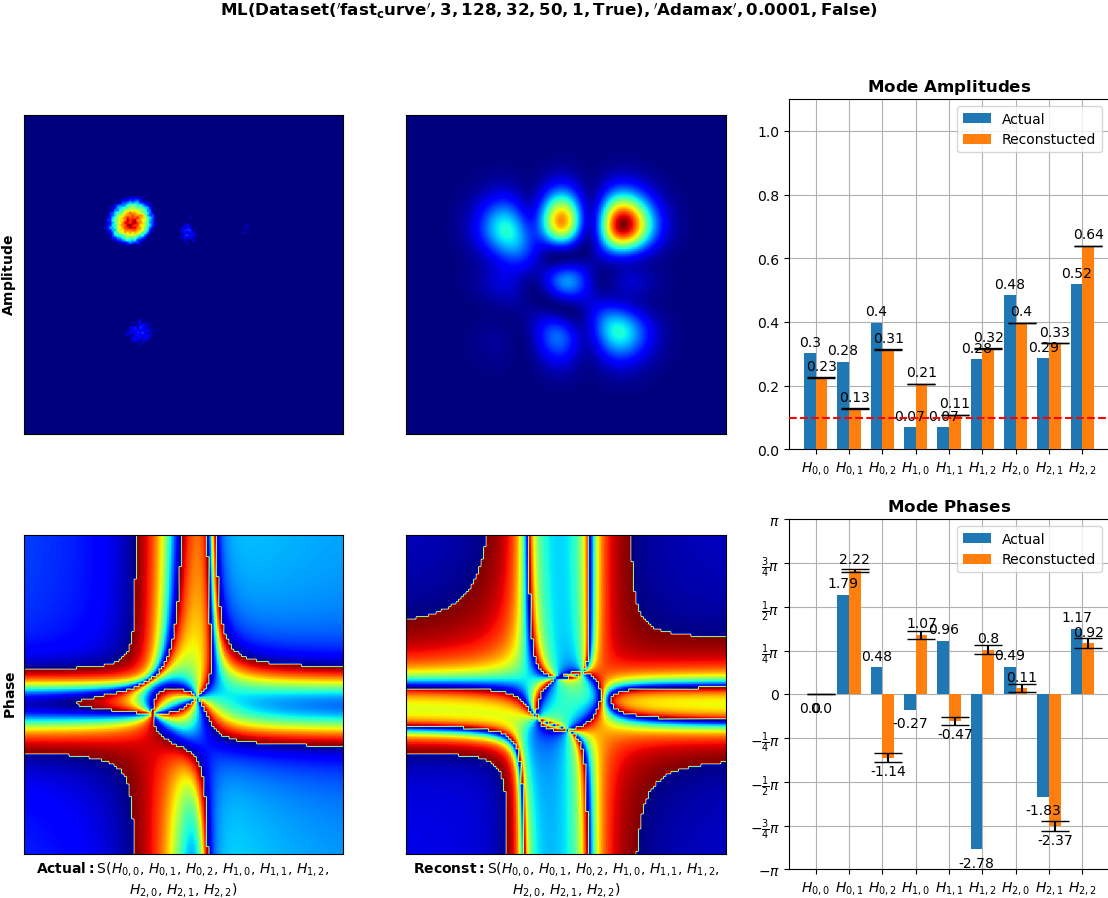 ML(Dataset('fast_curve', 3, 128, 32, 50, 1, True), 'Adamax', 0.0001, False)
Amplitude
Mode Amplitudes
Actual
Reconstucted
1.0
0.8
0.6
0.4
0.2
0.0
0.3
0.23
0.28
0.13
0.4
0.31
0.07
0.21
0.07
0.11
0.28
0.32
0.48
0.4
0.29
0.33
0.52
0.64
H0,0 H0,1 H0,2 H1,0 H1,1 H1,2 H2,0 H2,1 H2,2
Phase
Mode Phases
Actual
Reconstucted
π
3/4π
1/2π
1/4π
0
−1/4π
−1/2π
−3/4π
−π
0.0
0.0
1.79
2.22
0.48
-1.14
-0.27
1.07
0.96
-0.47
-2.78
0.8
0.49
0.11
-1.83
-2.37
1.17
0.92
H0,0 H0,1 H0,2 H1,0 H1,1 H1,2 H2,0 H2,1 H2,2
Actual: S(H0,0, H0,1, H0,2, H1,0, H1,1, H1,2,
H2,0, H2,1, H2,2)
Reconst: S(H0,0, H0,1, H0,2, H1,0, H1,1, H1,2,
H2,0, H2,1, H2,2)